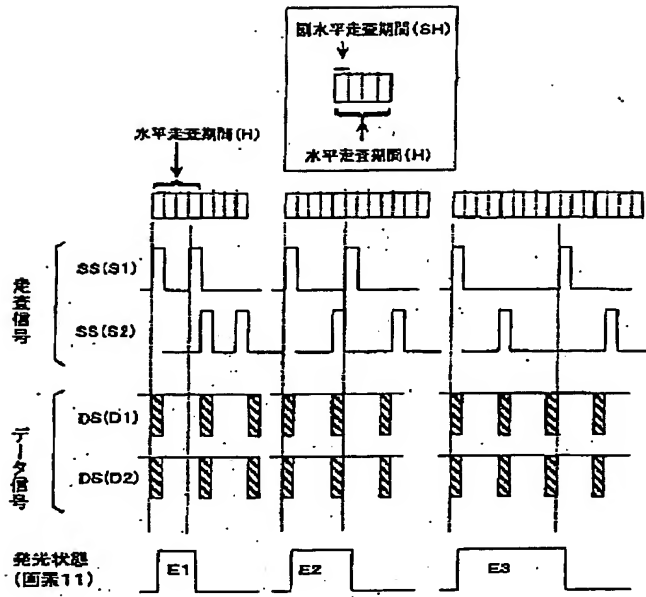 副水平走査期間(SH)
水平走査期間(H)
水平走査期間(H)
走査信号
SS(S1)
SS(S2)
データ信号
DS(D1)
DS(D2)
発光状態
(画素11)
E1
E2
E3